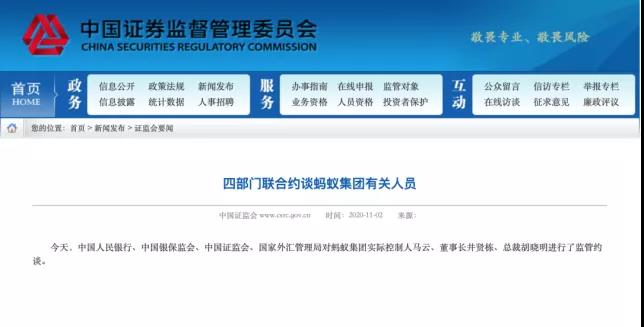 中国证券监督管理委员会
CHINA SECURITIES REGULATORY COMMISSION
敬畏专业、敬畏风险
首页
HOME
政务
信息公开 政策法规 新闻发布
信息披露 统计数据 人事招聘
服务
办事指南 在线申报 监管对象
业务资格 人员资格 投资者保护
互动
公众留言 信访专栏 举报专栏
在线访谈 征求意见 廉政评议
您的位置：首页 > 新闻发布 > 证监会要闻
四部门联合约谈蚂蚁集团有关人员
中国证监会 www.csrc.gov.cn 时间：2020-11-02 来源：
今天，中国人民银行、中国银保监会、中国证监会、国家外汇管理局对蚂蚁集团实际控制人马云、董事长井贤栋、总裁胡晓明进行了监管约
谈。